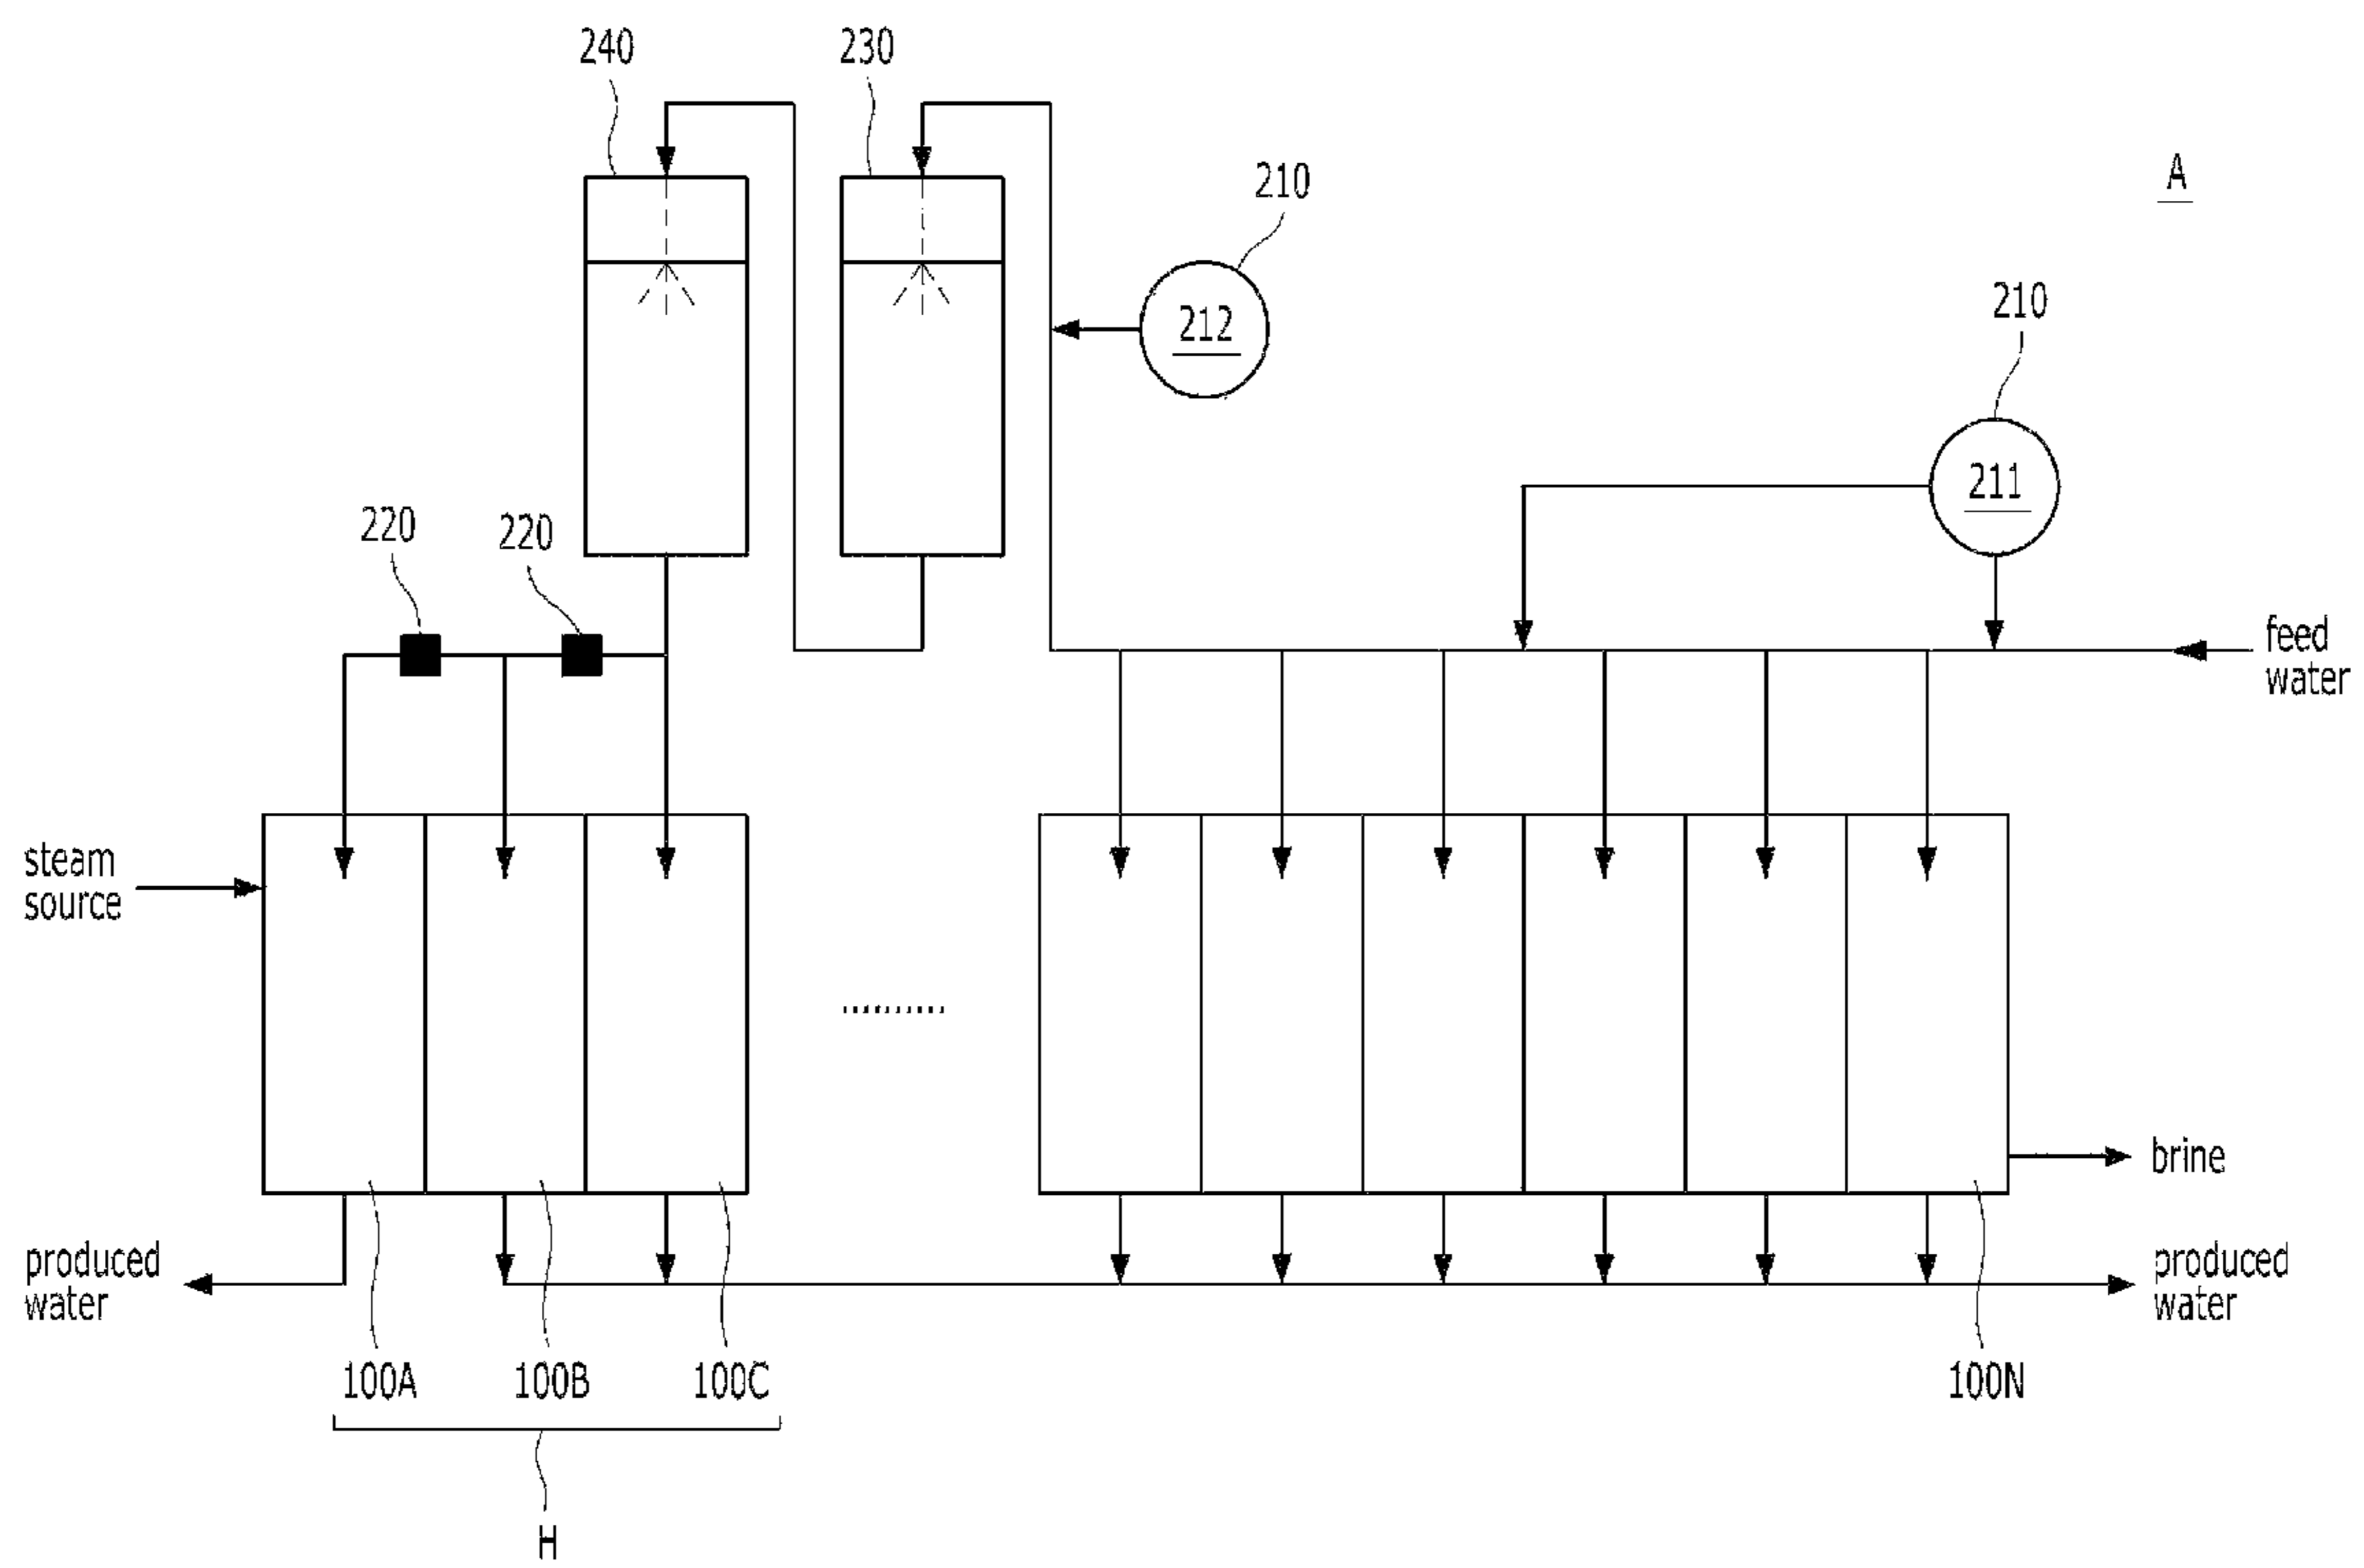 240
230
A
210
212
210
211
220
220
feed
water
steam
source
brine
produced
water
produced
water
100A
100B
100C
100N
H